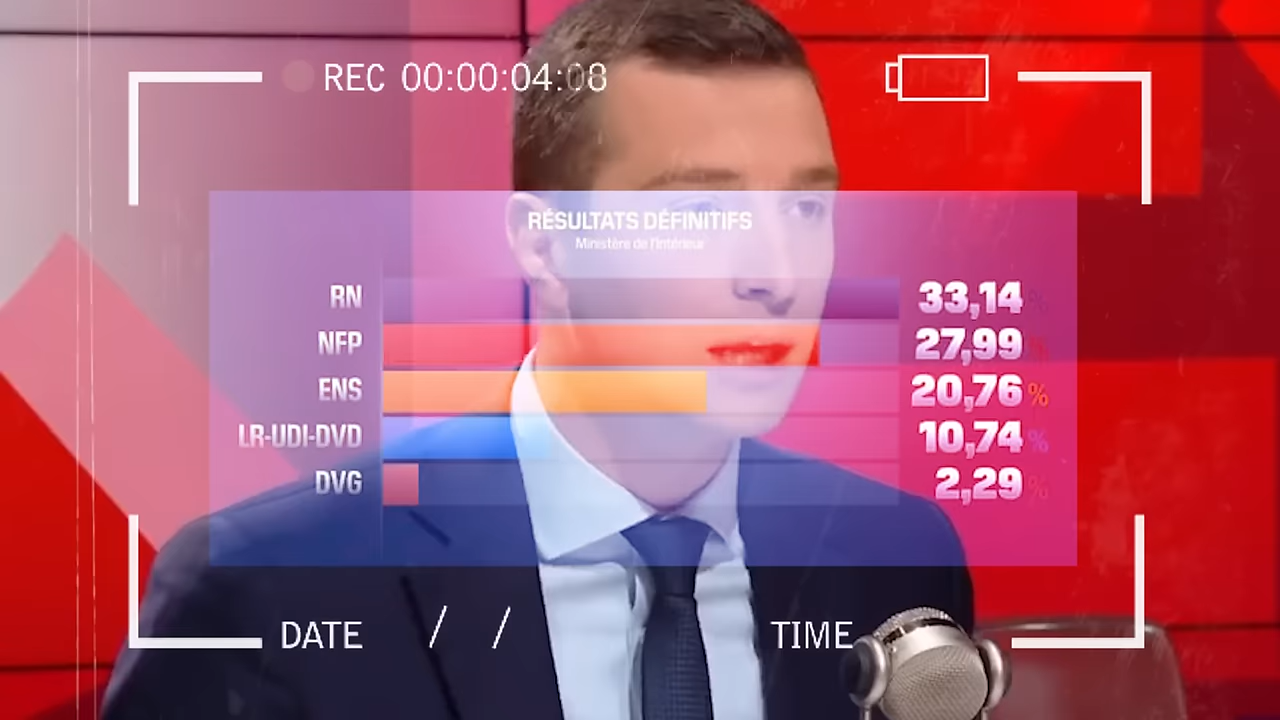 REC 00:00:04:08
RÉSULTATS DÉFINITIFS
Ministère de l'Intérieur
RN 33,14 %
NFP 27,99 %
ENS 20,76 %
LR-UDI-DVD 10,74 %
DVG 2,29 %
DATE / / TIME